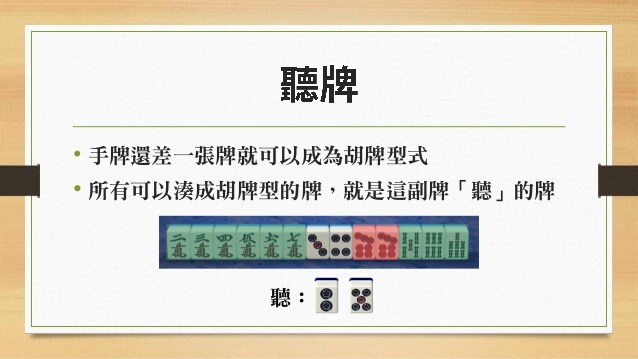 聽牌
手牌還差一張牌就可以成為胡牌型式
所有可以湊成胡牌型的牌，就是這副牌「聽」的牌
二萬 三萬 四萬 五萬 六萬 七萬
聽：